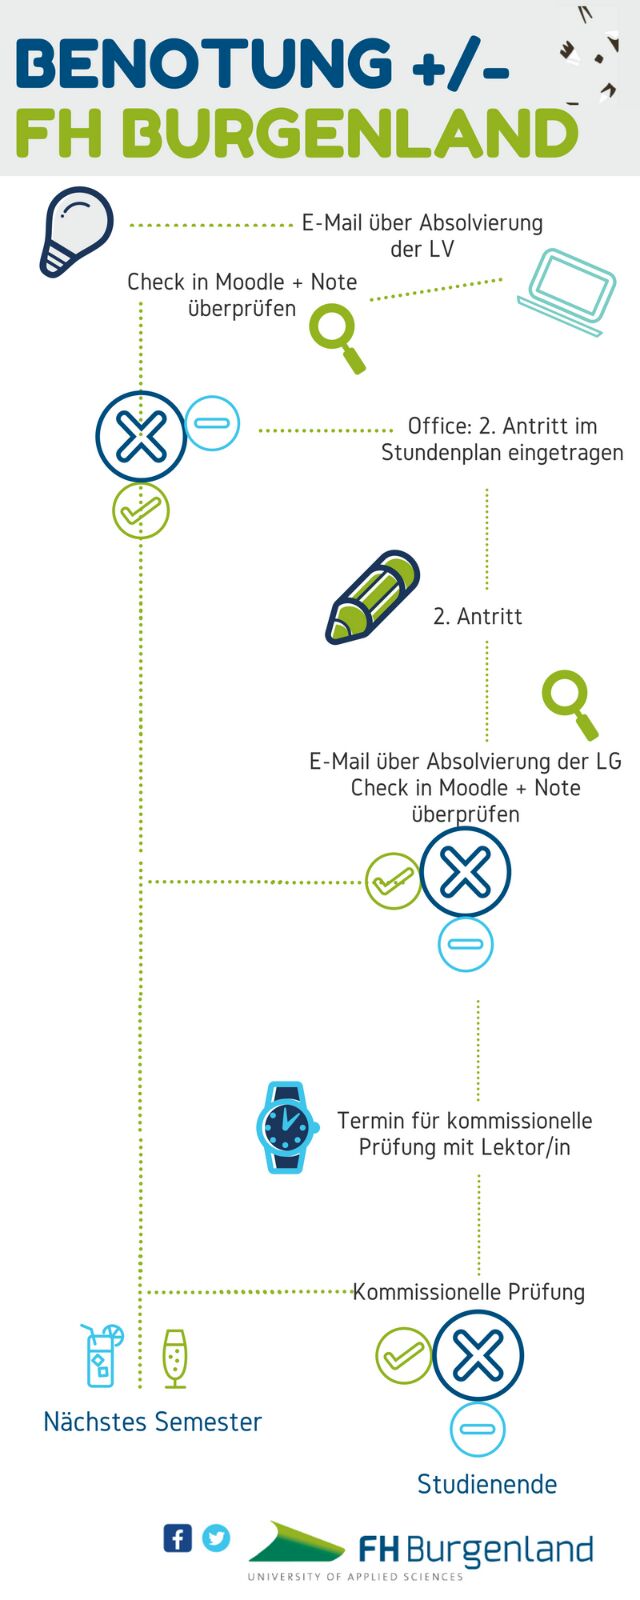 BENOTUNG +/-
FH BURGENLAND
E-Mail über Absolvierung
der LV
Check in Moodle + Note
überprüfen
Office: 2. Antritt im
Stundenplan eingetragen
2. Antritt
E-Mail über Absolvierung der LG
Check in Moodle + Note
überprüfen
Termin für kommissionelle
Prüfung mit Lektor/in
Kommissionelle Prüfung
Nächstes Semester
Studienende
FH Burgenland
UNIVERSITY OF APPLIED SCIENCES